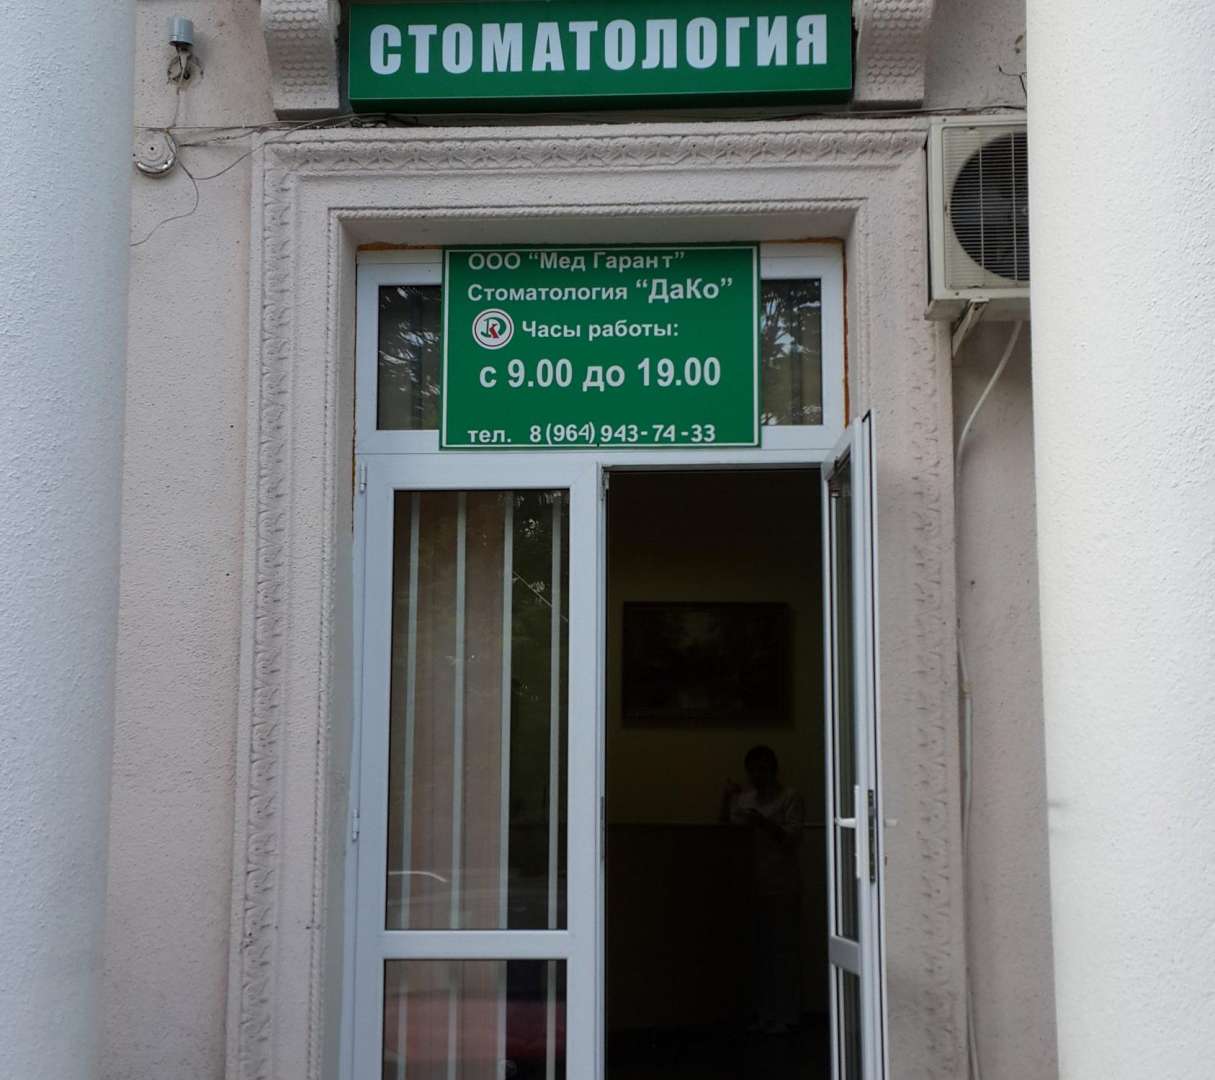 СТОМАТОЛОГИЯ
ООО “Мед Гарант”
Стоматология “ДаКо”
Часы работы:
с 9.00 до 19.00
тел. 8(964)943-74-33